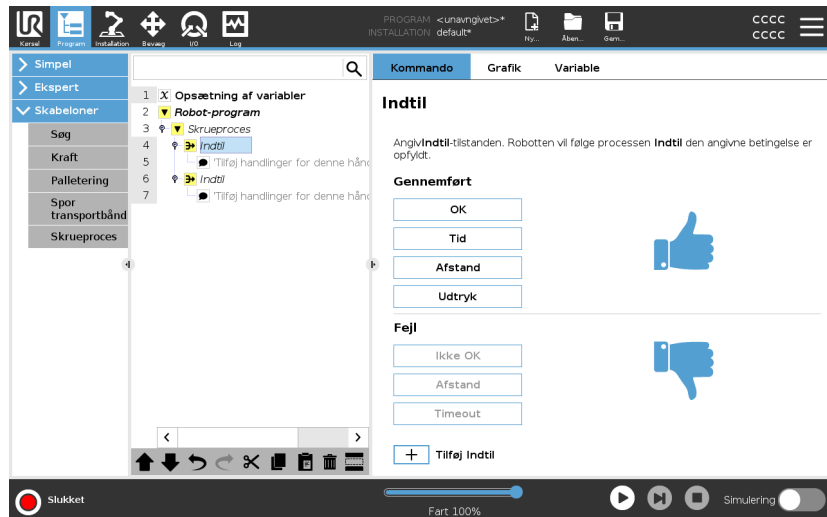 PROGRAM <unavngivet>*
INSTALLATION default*
Kørsel
Program
Installation
Bevæg
I/O
Log
Ny...
Åben...
Gem...
CCCC
CCCC
Simpel
Ekspert
Skabeloner
Søg
Kraft
Palletering
Spor
transportbånd
Skrueproces
1 X Opsætning af variabler
2 Robot-program
3 Skrueproces
4 Indtil
5 'Tilføj handlinger for denne hånd
6 Indtil
7 'Tilføj handlinger for denne hånd
Kommando Grafik Variable
Indtil
AngivIndtil-tilstanden. Robotten vil følge processen Indtil den angivne betingelse er
opfyldt.
Gennemført
OK
Tid
Afstand
Udtryk
Fejl
Ikke OK
Afstand
Timeout
+ Tilføj Indtil
Slukket
Fart 100%
Simulering